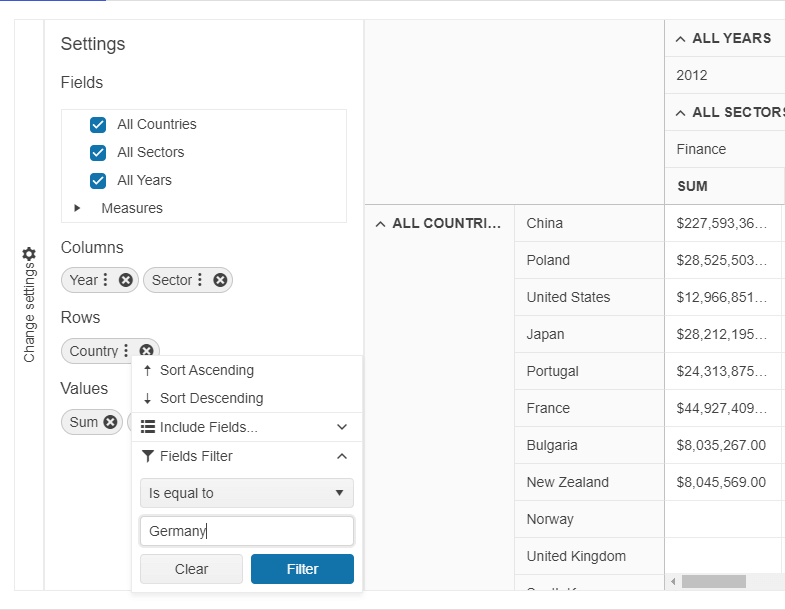 Change settings
Settings
Fields
All Countries
All Sectors
All Years
Measures
Columns
Year
Sector
Rows
Country
Values
Sum
Sort Ascending
Sort Descending
Include Fields...
Fields Filter
Is equal to
Germany
Clear
Filter
ALL YEARS
2012
ALL SECTORS
Finance
SUM
ALL COUNTRI...
China $227,593,36...
Poland $28,525,503...
United States $12,966,851...
Japan $28,212,195...
Portugal $24,313,875...
France $44,927,409...
Bulgaria $8,035,267.00
New Zealand $8,045,569.00
Norway
United Kingdom